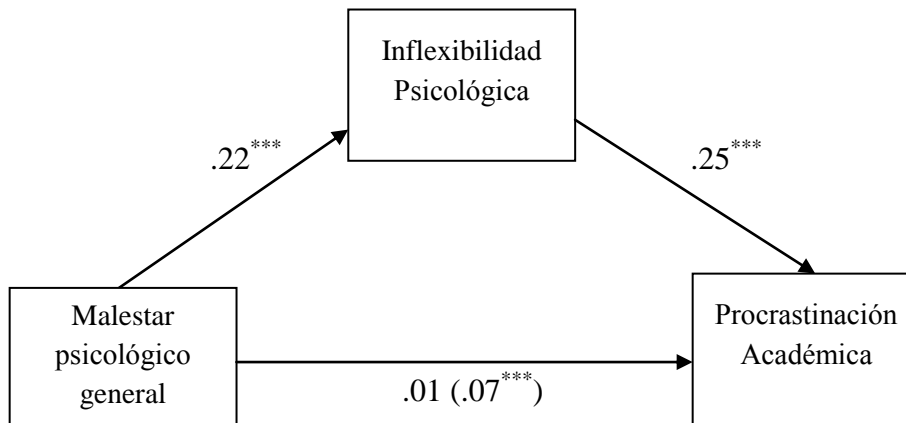 Inflexibilidad
Psicológica
.22***
.25***
Malestar
psicológico
general
Procrastinación
Académica
.01 (.07***)